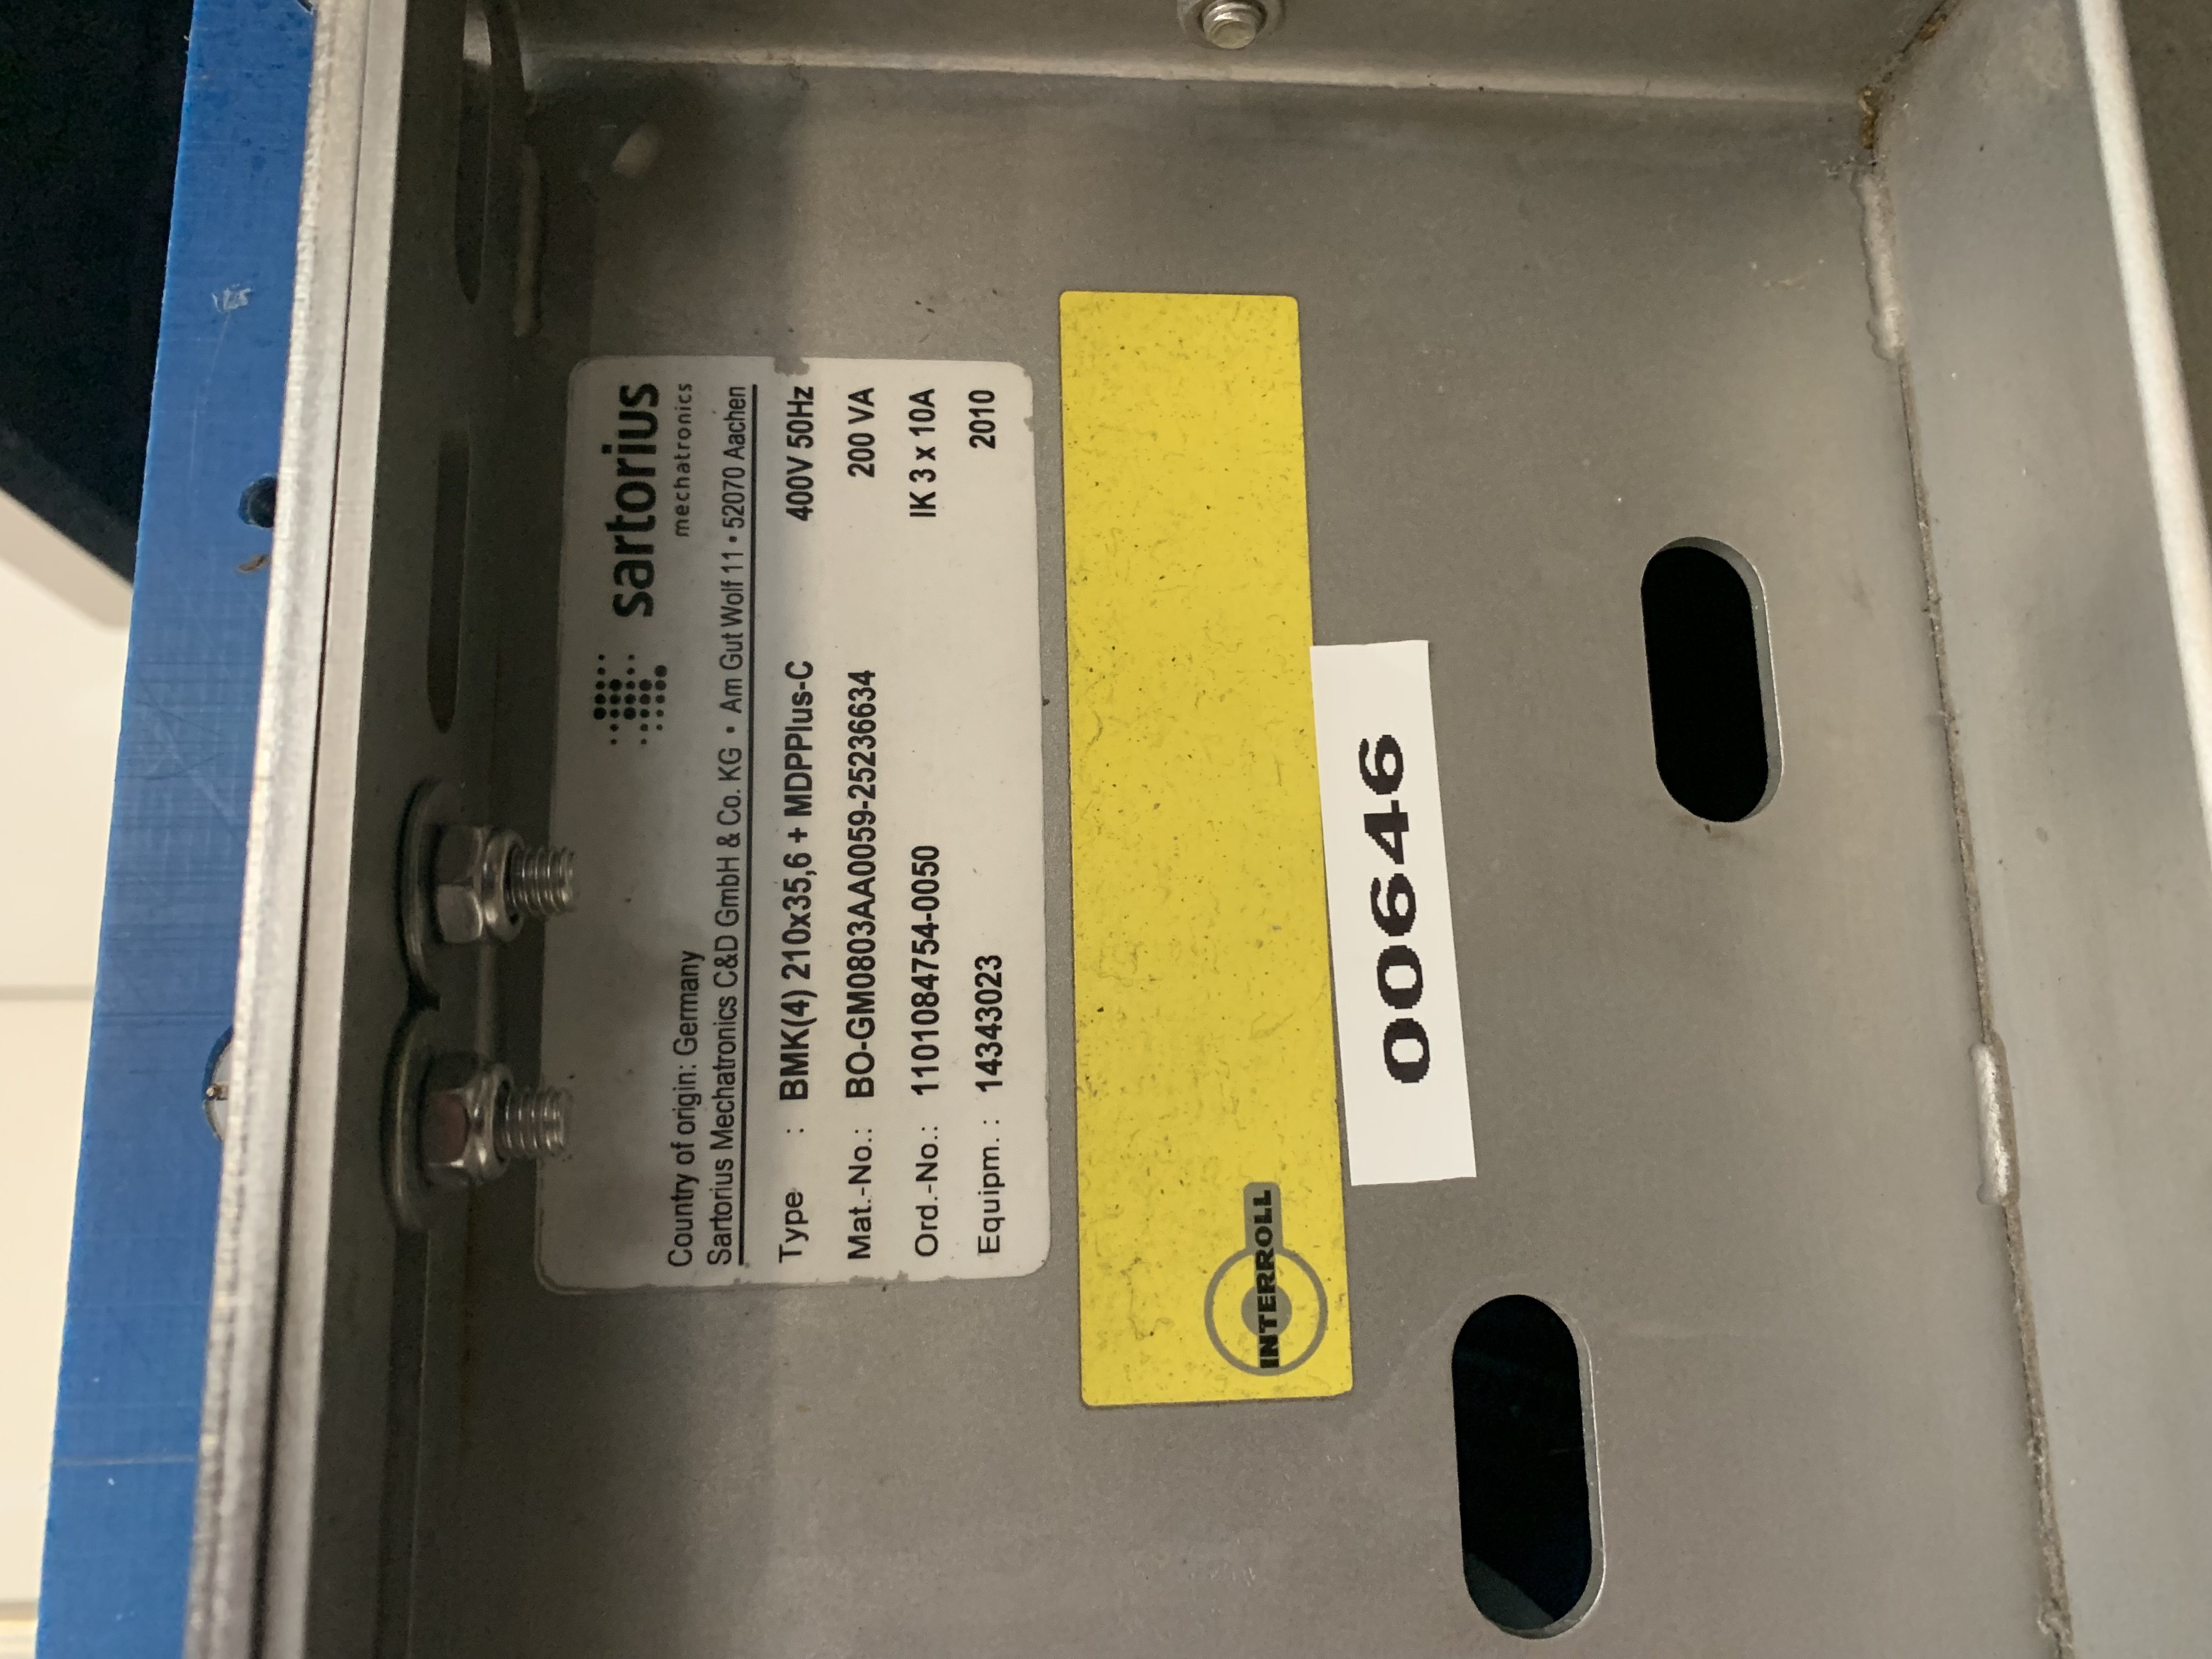 sartorius
mechatronics
Country of origin: Germany
Sartorius Mechatronics C&D GmbH & Co. KG • Am Gut Wolf 11 • 52070 Aachen
Type : BMK(4) 210x35,6 + MDPPlus-C 400V 50Hz
Mat.-No.: BO-GM0803AA0059-25236634 200 VA
Ord.-No.: 1101084754-0050 IK 3 x 10A
Equipm. : 14343023 2010
INTERROLL
00646